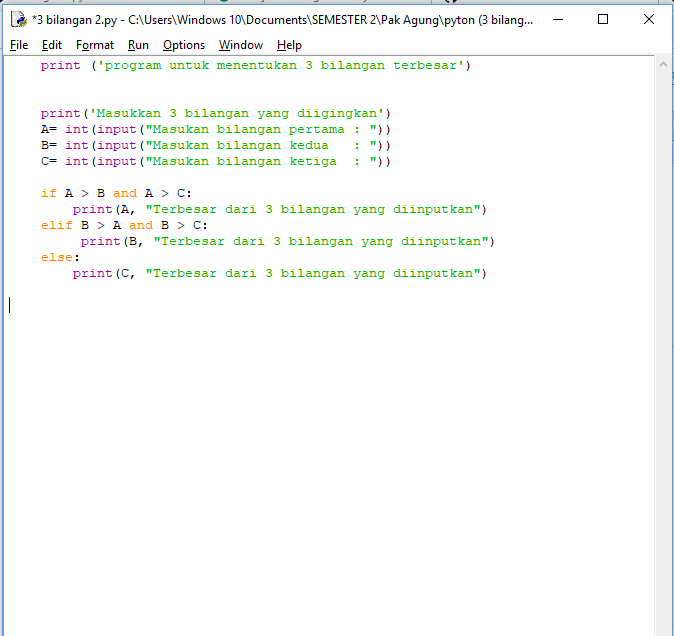 *3 bilangan 2.py - C:\Users\Windows 10\Documents\SEMESTER 2\Pak Agung\pyton (3 bilang...
File Edit Format Run Options Window Help
print ('program untuk menentukan 3 bilangan terbesar')
print('Masukkan 3 bilangan yang diigingkan')
A= int(input("Masukan bilangan pertama : "))
B= int(input("Masukan bilangan kedua   : "))
C= int(input("Masukan bilangan ketiga  : "))
if A > B and A > C:
    print(A, "Terbesar dari 3 bilangan yang diinputkan")
elif B > A and B > C:
     print(B, "Terbesar dari 3 bilangan yang diinputkan")
else:
    print(C, "Terbesar dari 3 bilangan yang diinputkan")